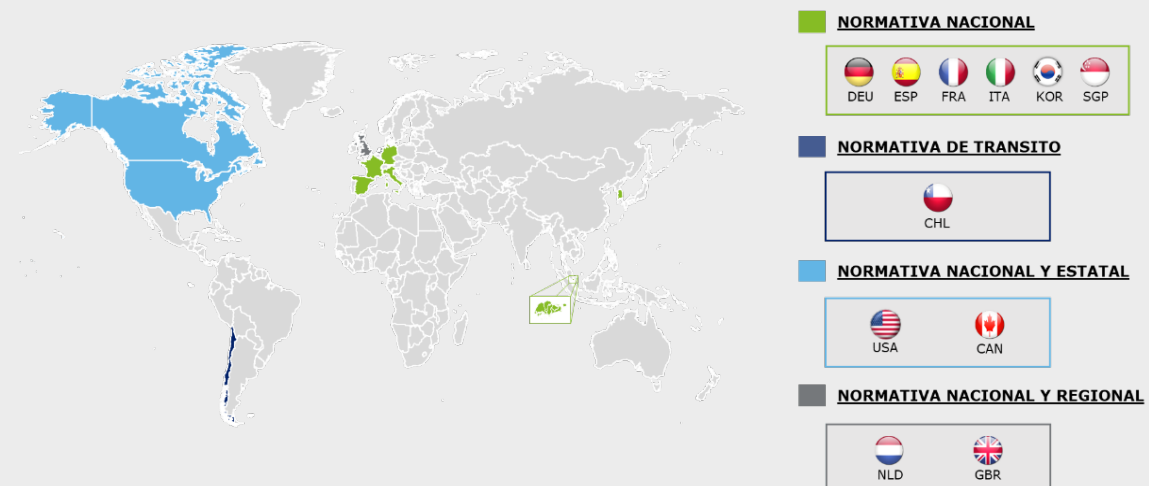 NORMATIVA NACIONAL
DEU ESP FRA ITA KOR SGP
NORMATIVA DE TRANSITO
CHL
NORMATIVA NACIONAL Y ESTATAL
USA CAN
NORMATIVA NACIONAL Y REGIONAL
NLD GBR